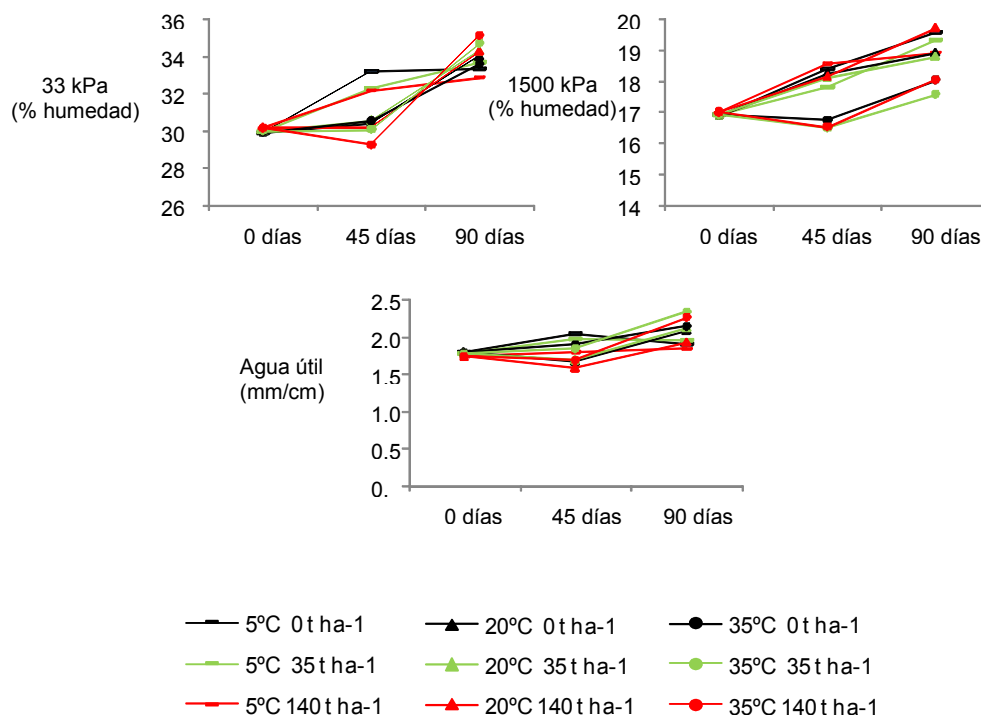 33 kPa
(% humedad)
36
34
32
30
28
26
0 días 45 días 90 días
1500 kPa
(% humedad)
20
19
18
17
16
15
14
0 días 45 días 90 días
Agua útil
(mm/cm)
2.5
2.0
1.5
1.0
0.5
0.
0 días 45 días 90 días
5ºC 0 t ha-1 20ºC 0 t ha-1 35ºC 0 t ha-1
5ºC 35 t ha-1 20ºC 35 t ha-1 35ºC 35 t ha-1
5ºC 140 t ha-1 20ºC 140 t ha-1 35ºC 140 t ha-1